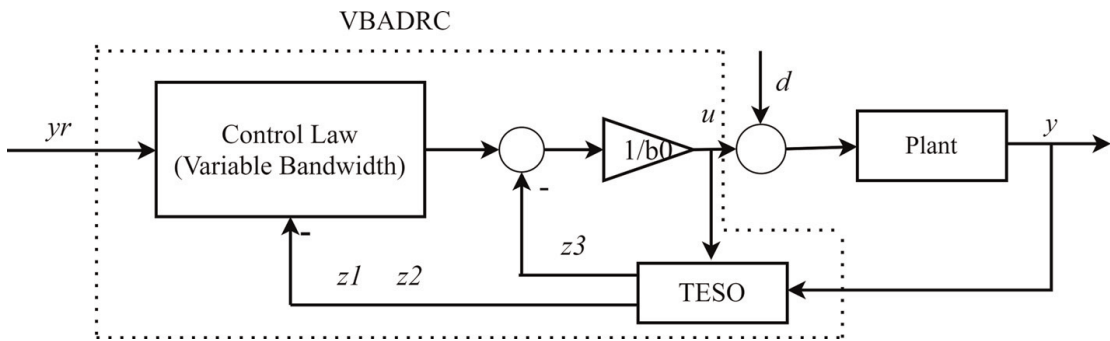 VBADRC
d
yr
Control Law
(Variable Bandwidth)
-
1/b0
u
Plant
y
-
z3
-
z1 z2
TESO